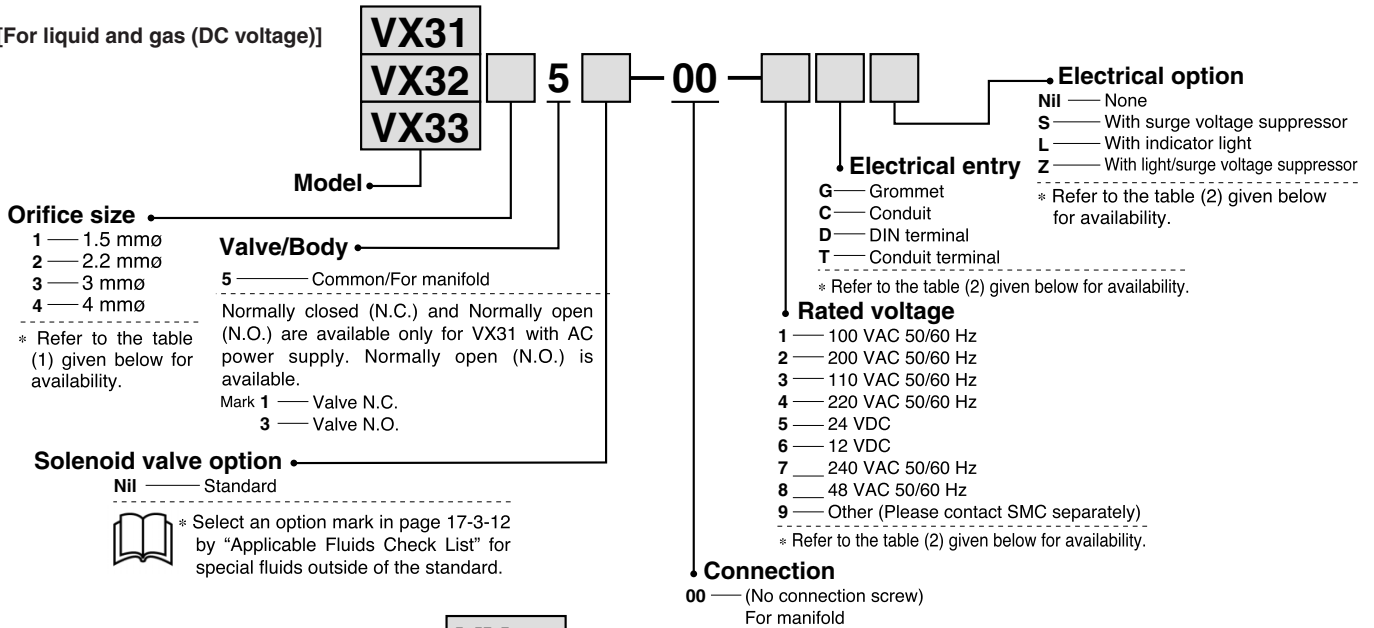 [For liquid and gas (DC voltage)]
VX31
VX32 5 00
VX33
Model
Orifice size
1 1.5 mmø
2 2.2 mmø
3 3 mmø
4 4 mmø
* Refer to the table
(1) given below for
availability.
Valve/Body
5 Common/For manifold
Normally closed (N.C.) and Normally open
(N.O.) are available only for VX31 with AC
power supply. Normally open (N.O.) is
available.
Mark 1 Valve N.C.
3 Valve N.O.
Solenoid valve option
Nil Standard
* Select an option mark in page 17-3-12
by “Applicable Fluids Check List” for
special fluids outside of the standard.
Electrical option
Nil None
S With surge voltage suppressor
L With indicator light
Z With light/surge voltage suppressor
* Refer to the table (2) given below
for availability.
Electrical entry
G Grommet
C Conduit
D DIN terminal
T Conduit terminal
* Refer to the table (2) given below for availability.
Rated voltage
1 100 VAC 50/60 Hz
2 200 VAC 50/60 Hz
3 110 VAC 50/60 Hz
4 220 VAC 50/60 Hz
5 24 VDC
6 12 VDC
7 240 VAC 50/60 Hz
8 48 VAC 50/60 Hz
9 Other (Please contact SMC separately)
* Refer to the table (2) given below for availability.
Connection
00 (No connection screw)
For manifold